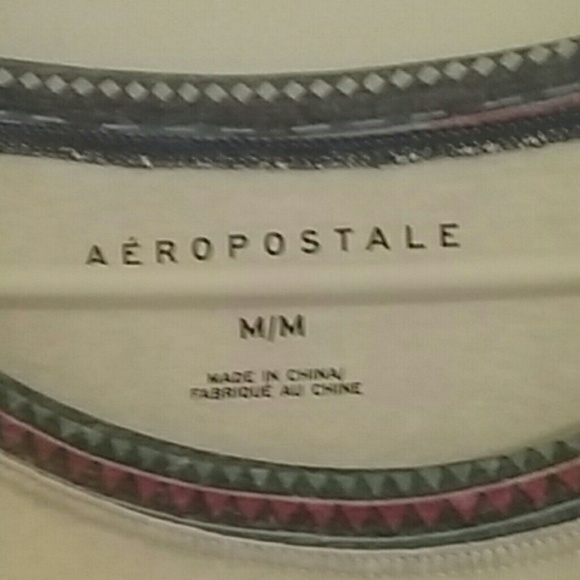 AÉROPOSTALE
M/M
MADE IN CHINA/
FABRIQUÉ AU CHINE